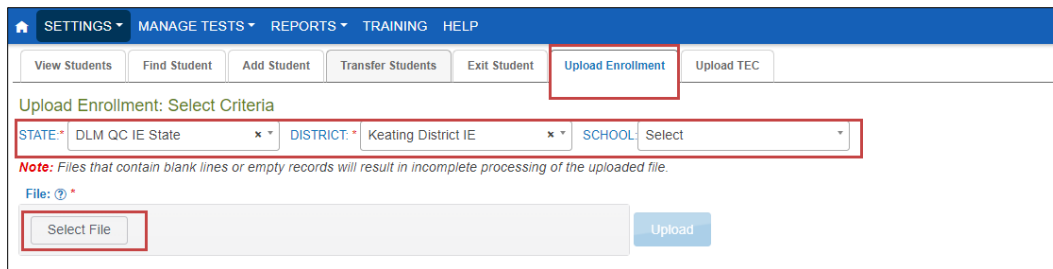 SETTINGS MANAGE TESTS REPORTS TRAINING HELP
View Students Find Student Add Student Transfer Students Exit Student Upload Enrollment Upload TEC
Upload Enrollment: Select Criteria
STATE:* DLM QC IE State × DISTRICT: * Keating District IE × SCHOOL: Select
Note: Files that contain blank lines or empty records will result in incomplete processing of the uploaded file.
File: ? *
Select File Upload